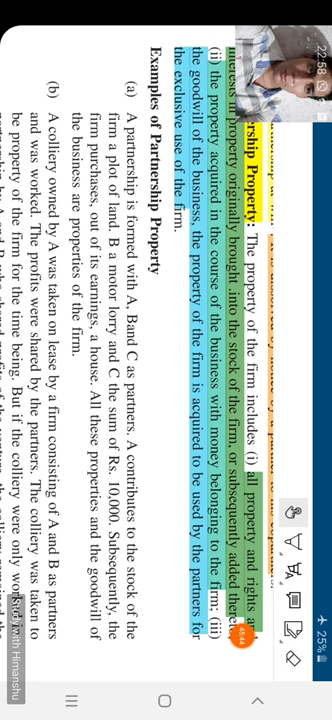 22:58
25%
ership Property: The property of the firm includes (i) all property and rights a
interests in property originally brought .into the stock of the firm, or subsequently added thereto
(ii) the property acquired in the course of the business with money belonging to the firm; (iii)
the goodwill of the business, the property of the firm is acquired to be used by the partners for
the exclusive use of the firm.
Examples of Partnership Property
(a) A partnership is formed with A, Band C as partners. A contributes to the stock of the
firm a plot of land. B a motor lorry and C the sum of Rs. 10,000. Subsequently, the
firm purchases, out of its earnings, a house. All these properties and the goodwill of
the business are properties of the firm.
(b) A colliery owned by A was taken on lease by a firm consisting of A and B as partners
and was worked. The profits were shared by the partners. The colliery was taken to
be property of firm for the time being. But if the colliery were only
45:44
with Himanshu